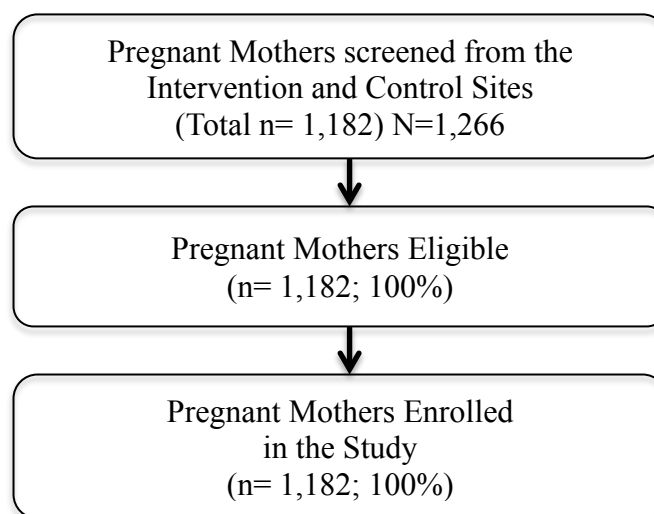 Pregnant Mothers screened from the
Intervention and Control Sites
(Total n= 1,182) N=1,266
Pregnant Mothers Eligible
(n= 1,182; 100%)
Pregnant Mothers Enrolled
in the Study
(n= 1,182; 100%)